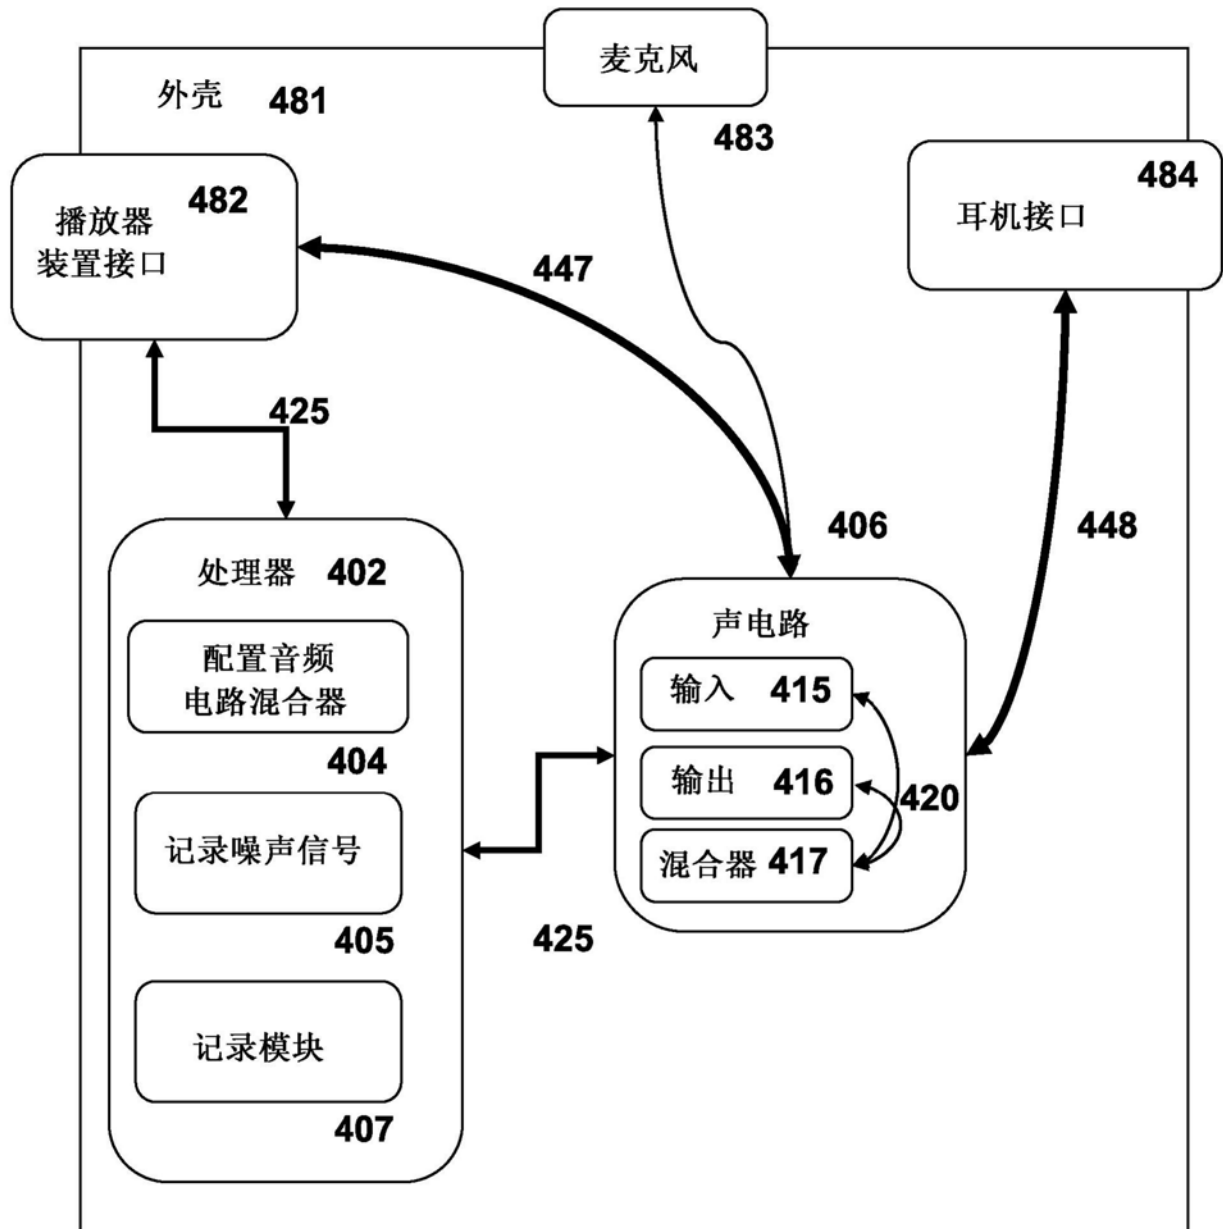 麦克风
外壳 481
483
484
482
播放器
装置接口
耳机接口
447
425
406
448
处理器 402
声电路
配置音频
电路混合器
输入 415
404
输出 416
420
记录噪声信号
混合器 417
405
425
记录模块
407